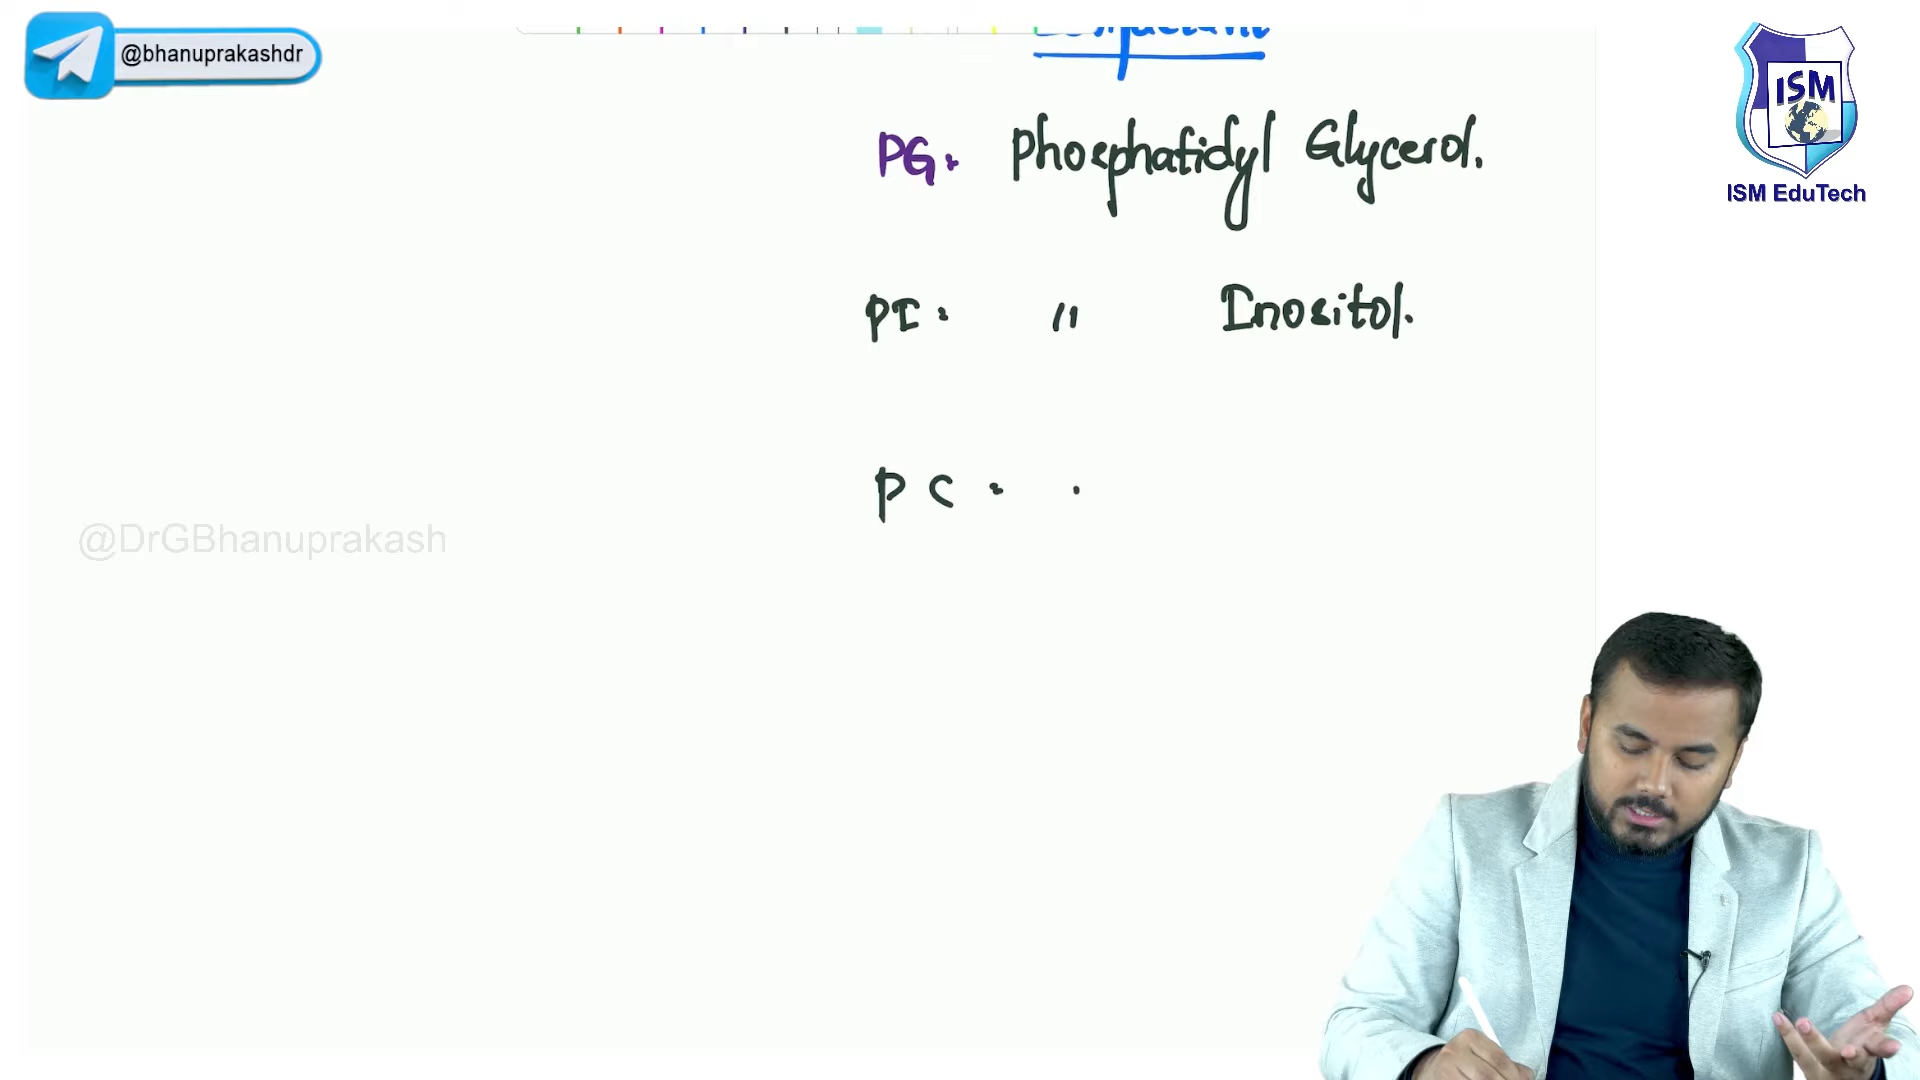 @bhanuprakashdr
ISM
ISM EduTech
PG: Phosphatidyl Glycerol.
PI: " Inositol.
PC:
@DrGBhanuprakash